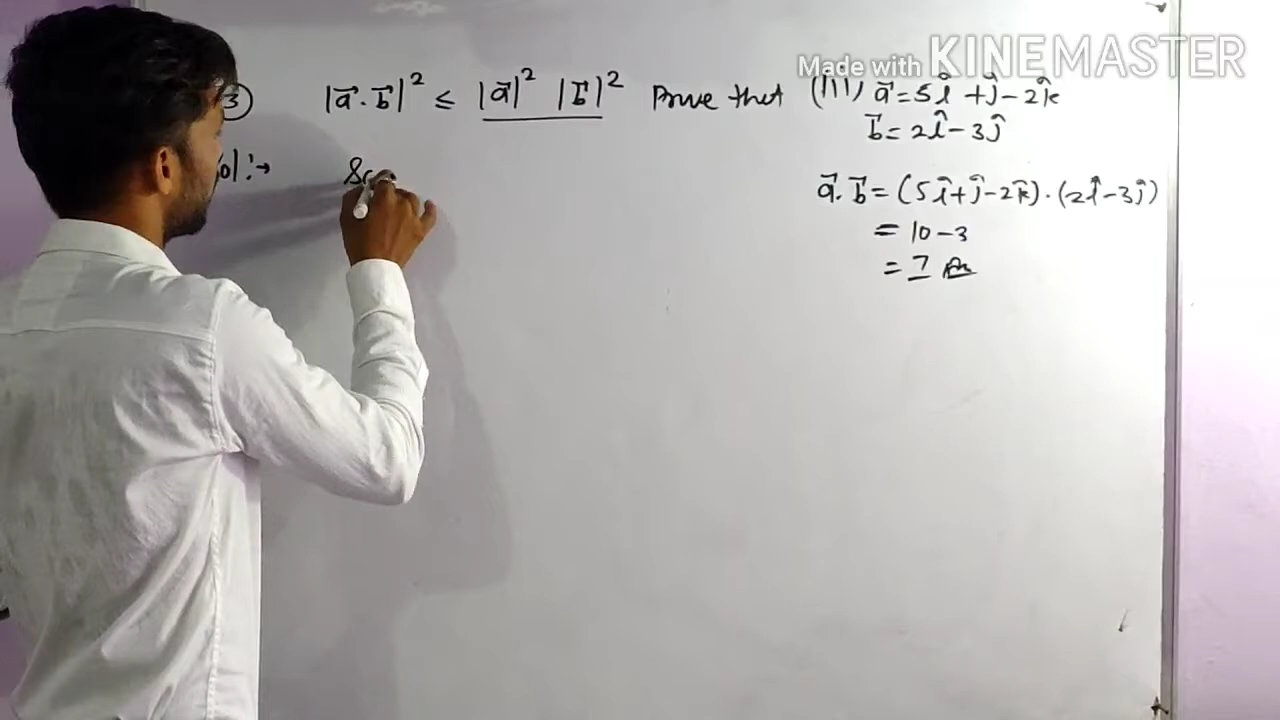 ③ |a⃗.b⃗|² ≤ |a⃗|² |b⃗|² Prove that
Sol:→
(iii) a⃗=5î+ĵ-2k̂
b⃗=2î-3ĵ
a⃗.b⃗=(5î+ĵ-2k̂).(2î-3ĵ)
= 10-3
= 7 Ans
Made with KINEMASTER